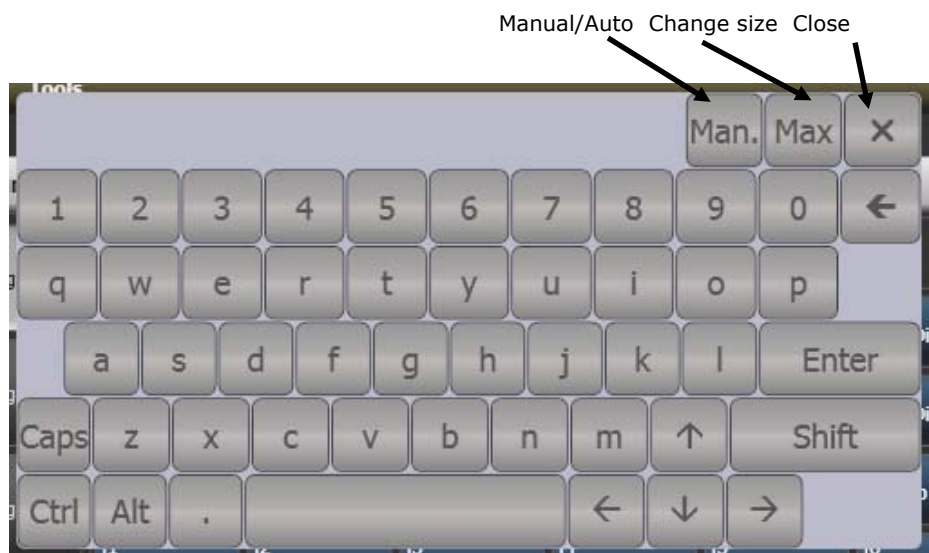 Manual/Auto Change size Close
Tools
Man. Max ×
1 2 3 4 5 6 7 8 9 0 ←
q w e r t y u i o p
a s d f g h j k l Enter
Caps z x c v b n m ↑ Shift
Ctrl Alt . ← ↓ →